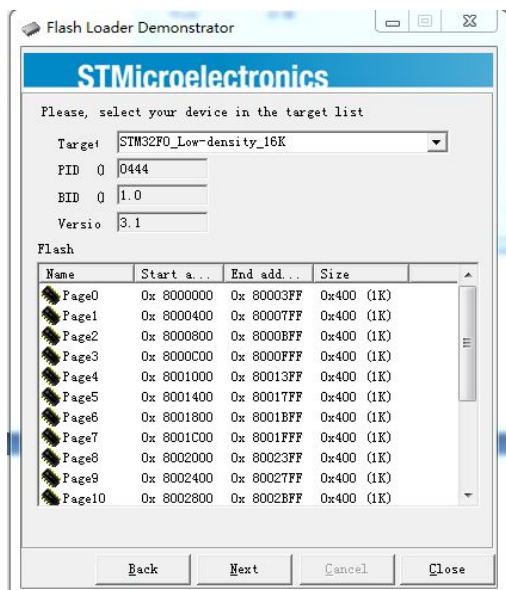 Flash Loader Demonstrator
STMicroelectronics
Please, select your device in the target list
Target STM32F0_Low-density_16K
PID () 0444
BID () 1.0
Versio 3.1
Flash
Name Start a... End add... Size
Page0 0x 8000000 0x 80003FF 0x400 (1K)
Page1 0x 8000400 0x 80007FF 0x400 (1K)
Page2 0x 8000800 0x 8000BFF 0x400 (1K)
Page3 0x 8000C00 0x 8000FFF 0x400 (1K)
Page4 0x 8001000 0x 80013FF 0x400 (1K)
Page5 0x 8001400 0x 80017FF 0x400 (1K)
Page6 0x 8001800 0x 8001BFF 0x400 (1K)
Page7 0x 8001C00 0x 8001FFF 0x400 (1K)
Page8 0x 8002000 0x 80023FF 0x400 (1K)
Page9 0x 8002400 0x 80027FF 0x400 (1K)
Page10 0x 8002800 0x 8002BFF 0x400 (1K)
Back Next Cancel Close